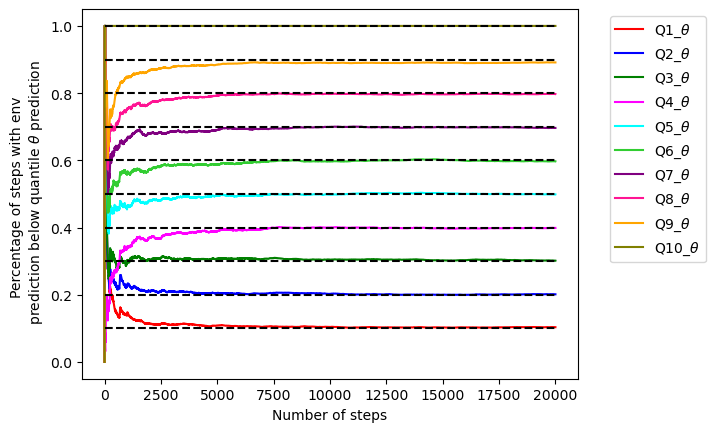 Percentage of steps with env
prediction below quantile θ prediction
1.0
0.8
0.6
0.4
0.2
0.0
0
2500
5000
7500
10000
12500
15000
17500
20000
Number of steps
Q1_θ
Q2_θ
Q3_θ
Q4_θ
Q5_θ
Q6_θ
Q7_θ
Q8_θ
Q9_θ
Q10_θ